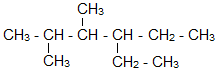 CH₃
CH₃ - CH - CH - CH - CH₂ - CH₃
CH₃ CH₂ - CH₃